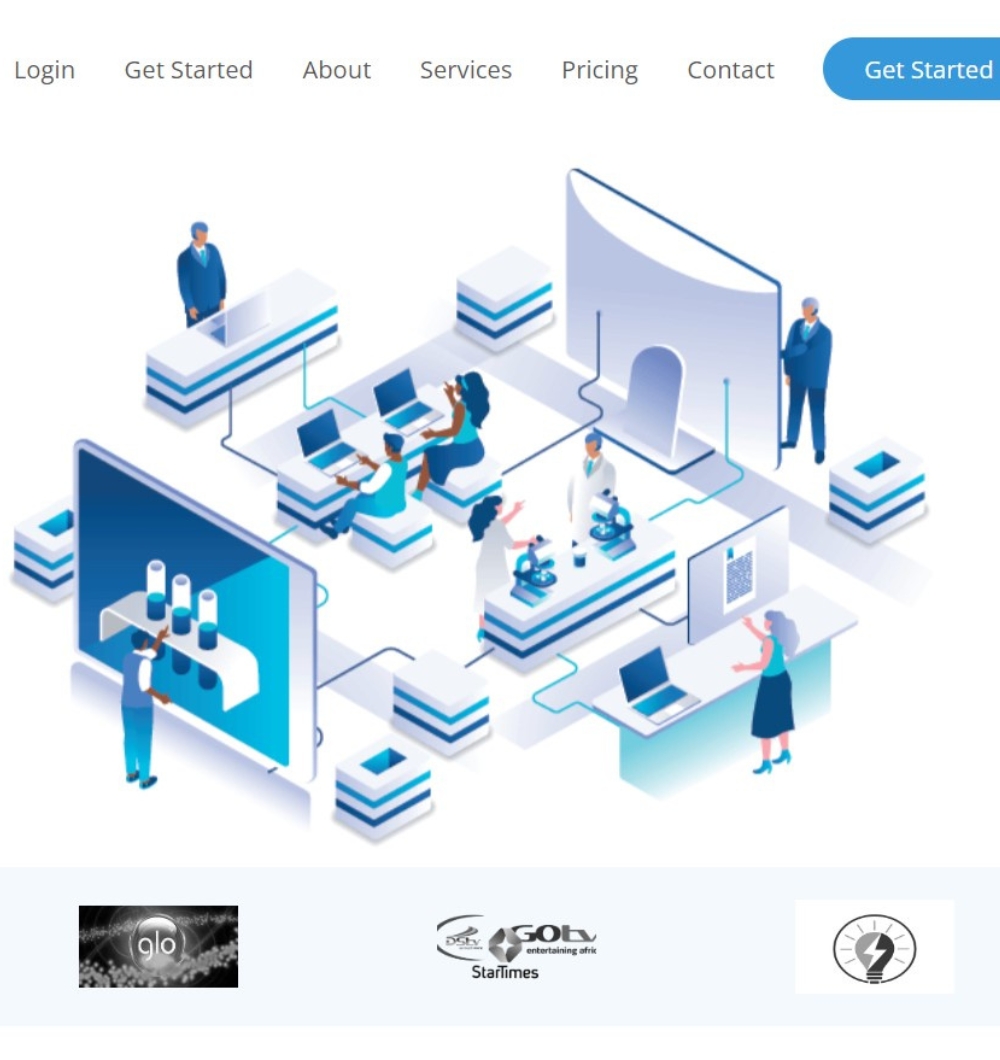 Login
Get Started
About
Services
Pricing
Contact
Get Started
glo
DStv
GOtv
entertaining afric
StarTimes